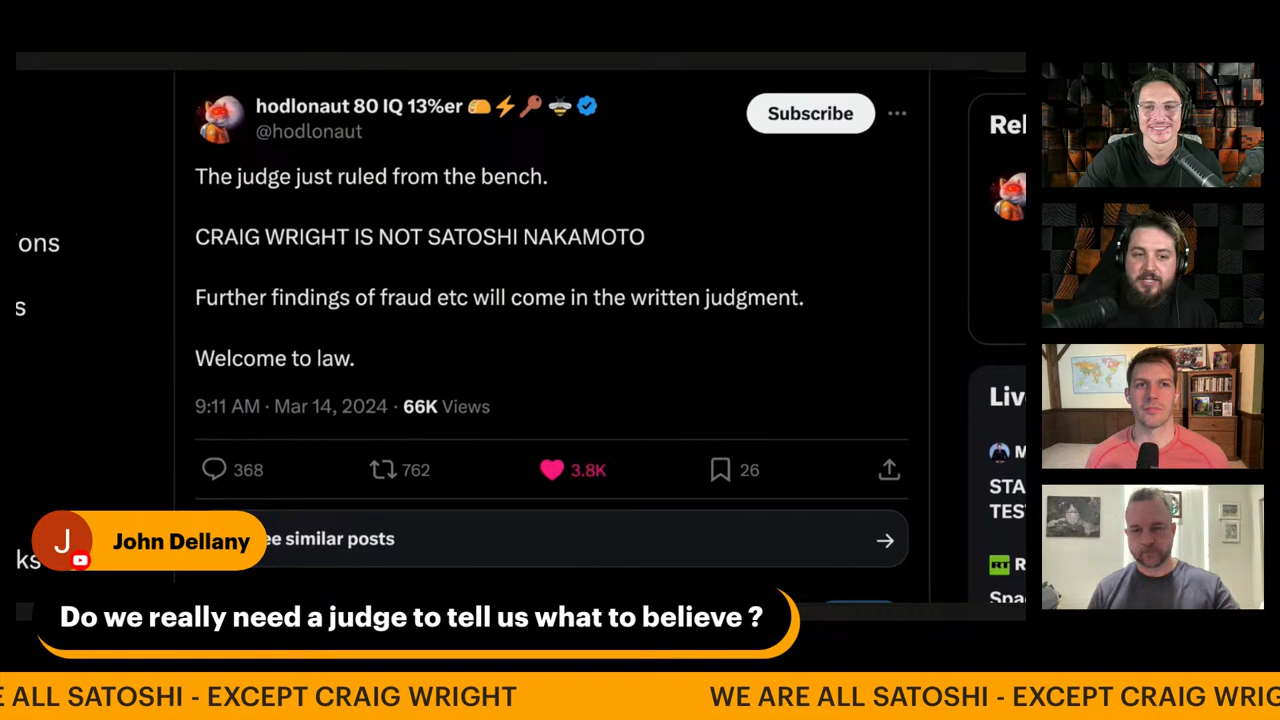 hodlonaut 80 IQ 13%er 🌮⚡🔑🐝
@hodlonaut
Subscribe
The judge just ruled from the bench.
CRAIG WRIGHT IS NOT SATOSHI NAKAMOTO
Further findings of fraud etc will come in the written judgment.
Welcome to law.
9:11 AM · Mar 14, 2024 · 66K Views
368
762
3.8K
26
ee similar posts
ons
s
ks
Rel
Liv
M
STA
TES
R
Spa
J
John Dellany
Do we really need a judge to tell us what to believe ?
E ALL SATOSHI - EXCEPT CRAIG WRIGHT
WE ARE ALL SATOSHI - EXCEPT CRAIG WRIG